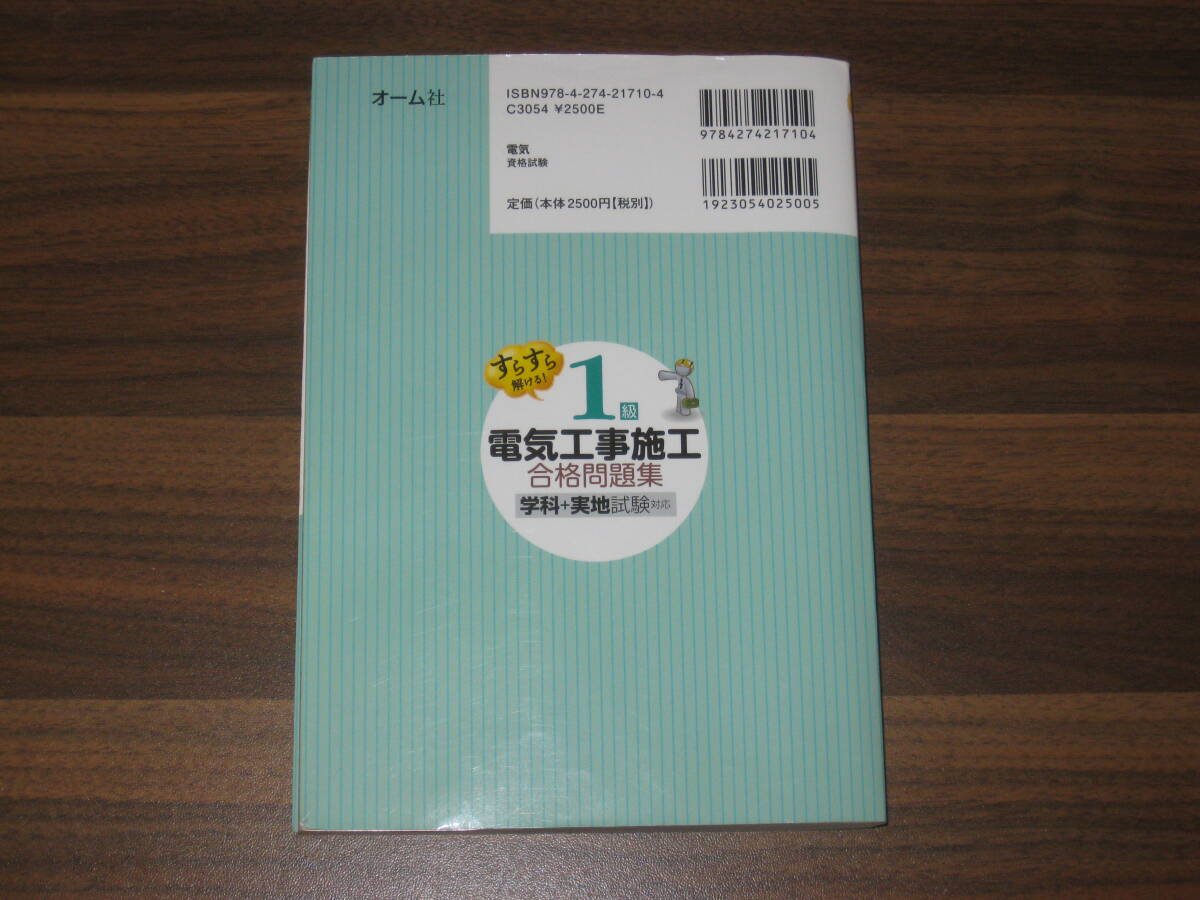 オーム社
ISBN978-4-274-21710-4
C3054 ¥2500E
電気
資格試験
定価(本体2500円【税別】)
9784274217104
1923054025005
すらすら
解ける!
1級
電気工事施工
合格問題集
学科+実地試験対応